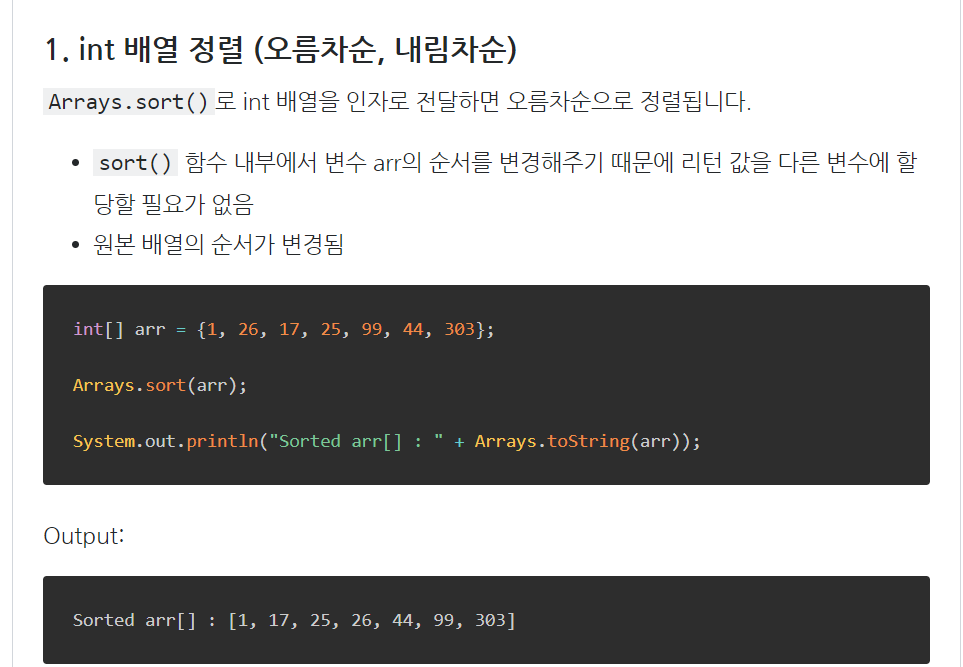 1. int 배열 정렬 (오름차순, 내림차순)
Arrays.sort()로 int 배열을 인자로 전달하면 오름차순으로 정렬됩니다.
• sort() 함수 내부에서 변수 arr의 순서를 변경해주기 때문에 리턴 값을 다른 변수에 할
당할 필요가 없음
• 원본 배열의 순서가 변경됨
int[] arr = {1, 26, 17, 25, 99, 44, 303};
Arrays.sort(arr);
System.out.println("Sorted arr[] : " + Arrays.toString(arr));
Output:
Sorted arr[] : [1, 17, 25, 26, 44, 99, 303]